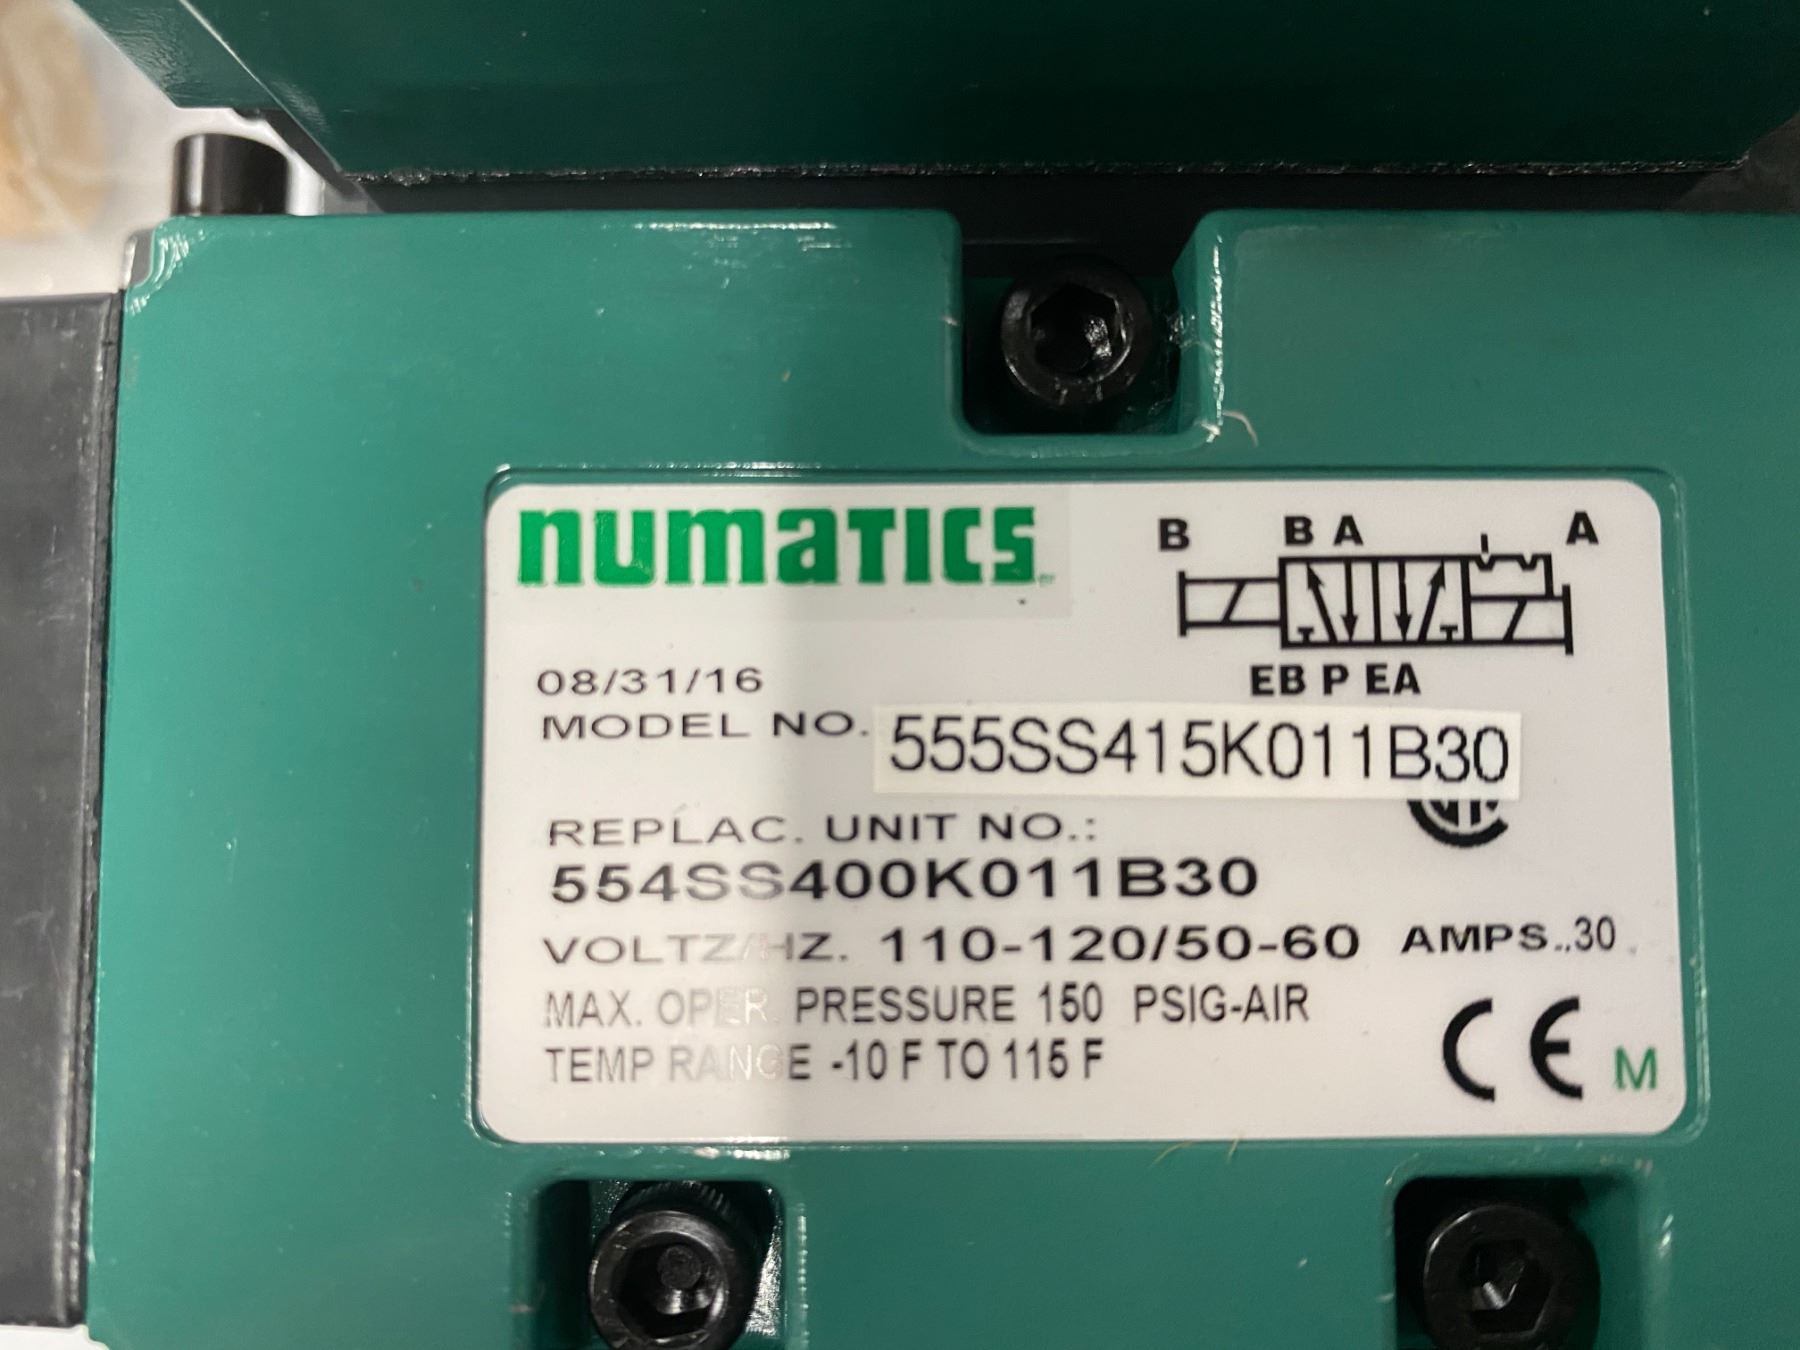 numatics
B B A A
EB P EA
08/31/16
MODEL NO. 555SS415K011B30
REPLAC. UNIT NO.:
554SS400K011B30
VOLTZ/HZ. 110-120/50-60 AMPS..30
MAX. OPER. PRESSURE 150 PSIG-AIR
TEMP RANGE -10 F TO 115 F
CE M